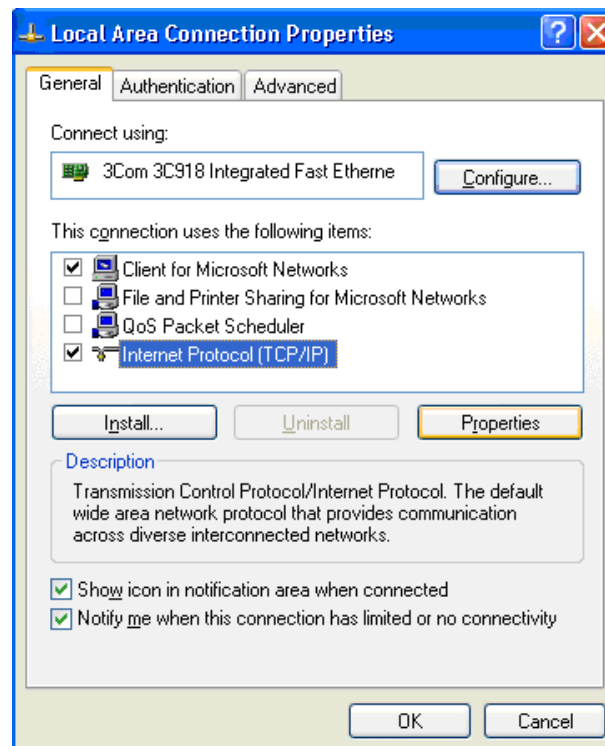 Local Area Connection Properties
General Authentication Advanced
Connect using:
3Com 3C918 Integrated Fast Etherne
Configure...
This connection uses the following items:
Client for Microsoft Networks
File and Printer Sharing for Microsoft Networks
QoS Packet Scheduler
Internet Protocol (TCP/IP)
Install... Uninstall Properties
Description
Transmission Control Protocol/Internet Protocol. The default
wide area network protocol that provides communication
across diverse interconnected networks.
Show icon in notification area when connected
Notify me when this connection has limited or no connectivity
OK Cancel